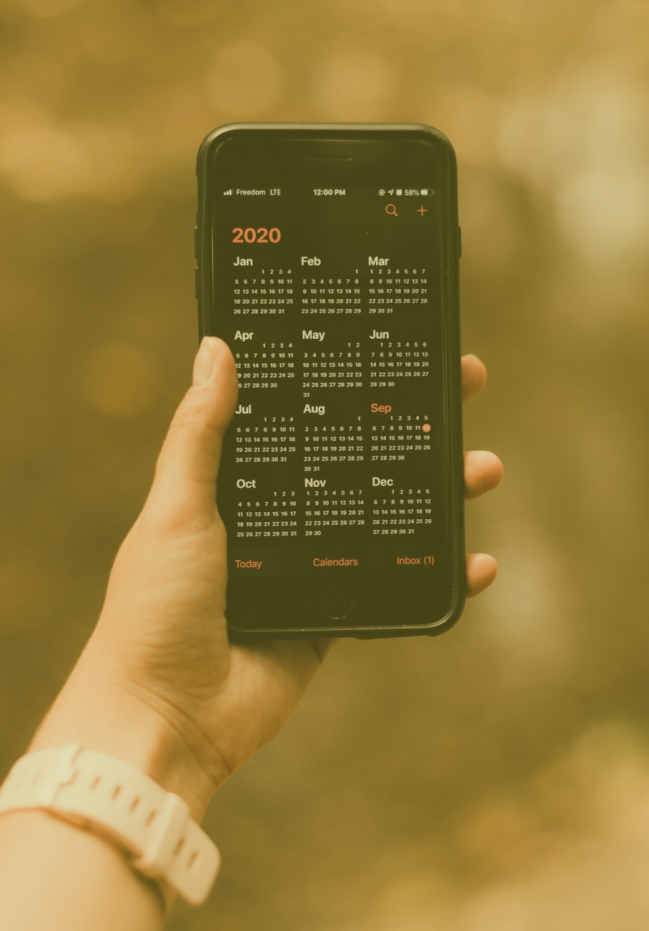 Freedom LTE 12:00 PM 58%
2020
Jan
1 2 3 4
5 6 7 8 9 10 11
12 13 14 15 16 17 18
19 20 21 22 23 24 25
26 27 28 29 30 31
Feb
1
2 3 4 5 6 7 8
9 10 11 12 13 14 15
16 17 18 19 20 21 22
23 24 25 26 27 28 29
Mar
1 2 3 4 5 6 7
8 9 10 11 12 13 14
15 16 17 18 19 20 21
22 23 24 25 26 27 28
29 30 31
Apr
1 2 3 4
5 6 7 8 9 10 11
13 14 15 16 17 18
20 21 22 23 24 25
27 28 29 30
May
1 2
3 4 5 6 7 8 9
10 11 12 13 14 15 16
17 18 19 20 21 22 23
24 25 26 27 28 29 30
31
Jun
1 2 3 4 5 6
7 8 9 10 11 12 13
14 15 16 17 18 19 20
21 22 23 24 25 26 27
28 29 30
Jul
1 2 3 4
5 6 7 8 9 10 11
12 13 14 15 16 17 18
19 20 21 22 23 24 25
26 27 28 29 30 31
Aug
1
2 3 4 5 6 7 8
9 10 11 12 13 14 15
16 17 18 19 20 21 22
23 24 25 26 27 28 29
30 31
Sep
1 2 3 4 5
6 7 8 9 10 11 12
13 14 15 16 17 18 19
20 21 22 23 24 25 26
27 28 29 30
Oct
1 2 3
4 5 6 7 8 9 10
11 12 13 14 15 16 17
18 19 20 21 22 23 24
25 26 27 28 29 30 31
Nov
1 2 3 4 5 6 7
8 9 10 11 12 13 14
15 16 17 18 19 20 21
22 23 24 25 26 27 28
29 30
Dec
1 2 3 4 5
6 7 8 9 10 11 12
13 14 15 16 17 18 19
20 21 22 23 24 25 26
27 28 29 30 31
Today Calendars Inbox (1)